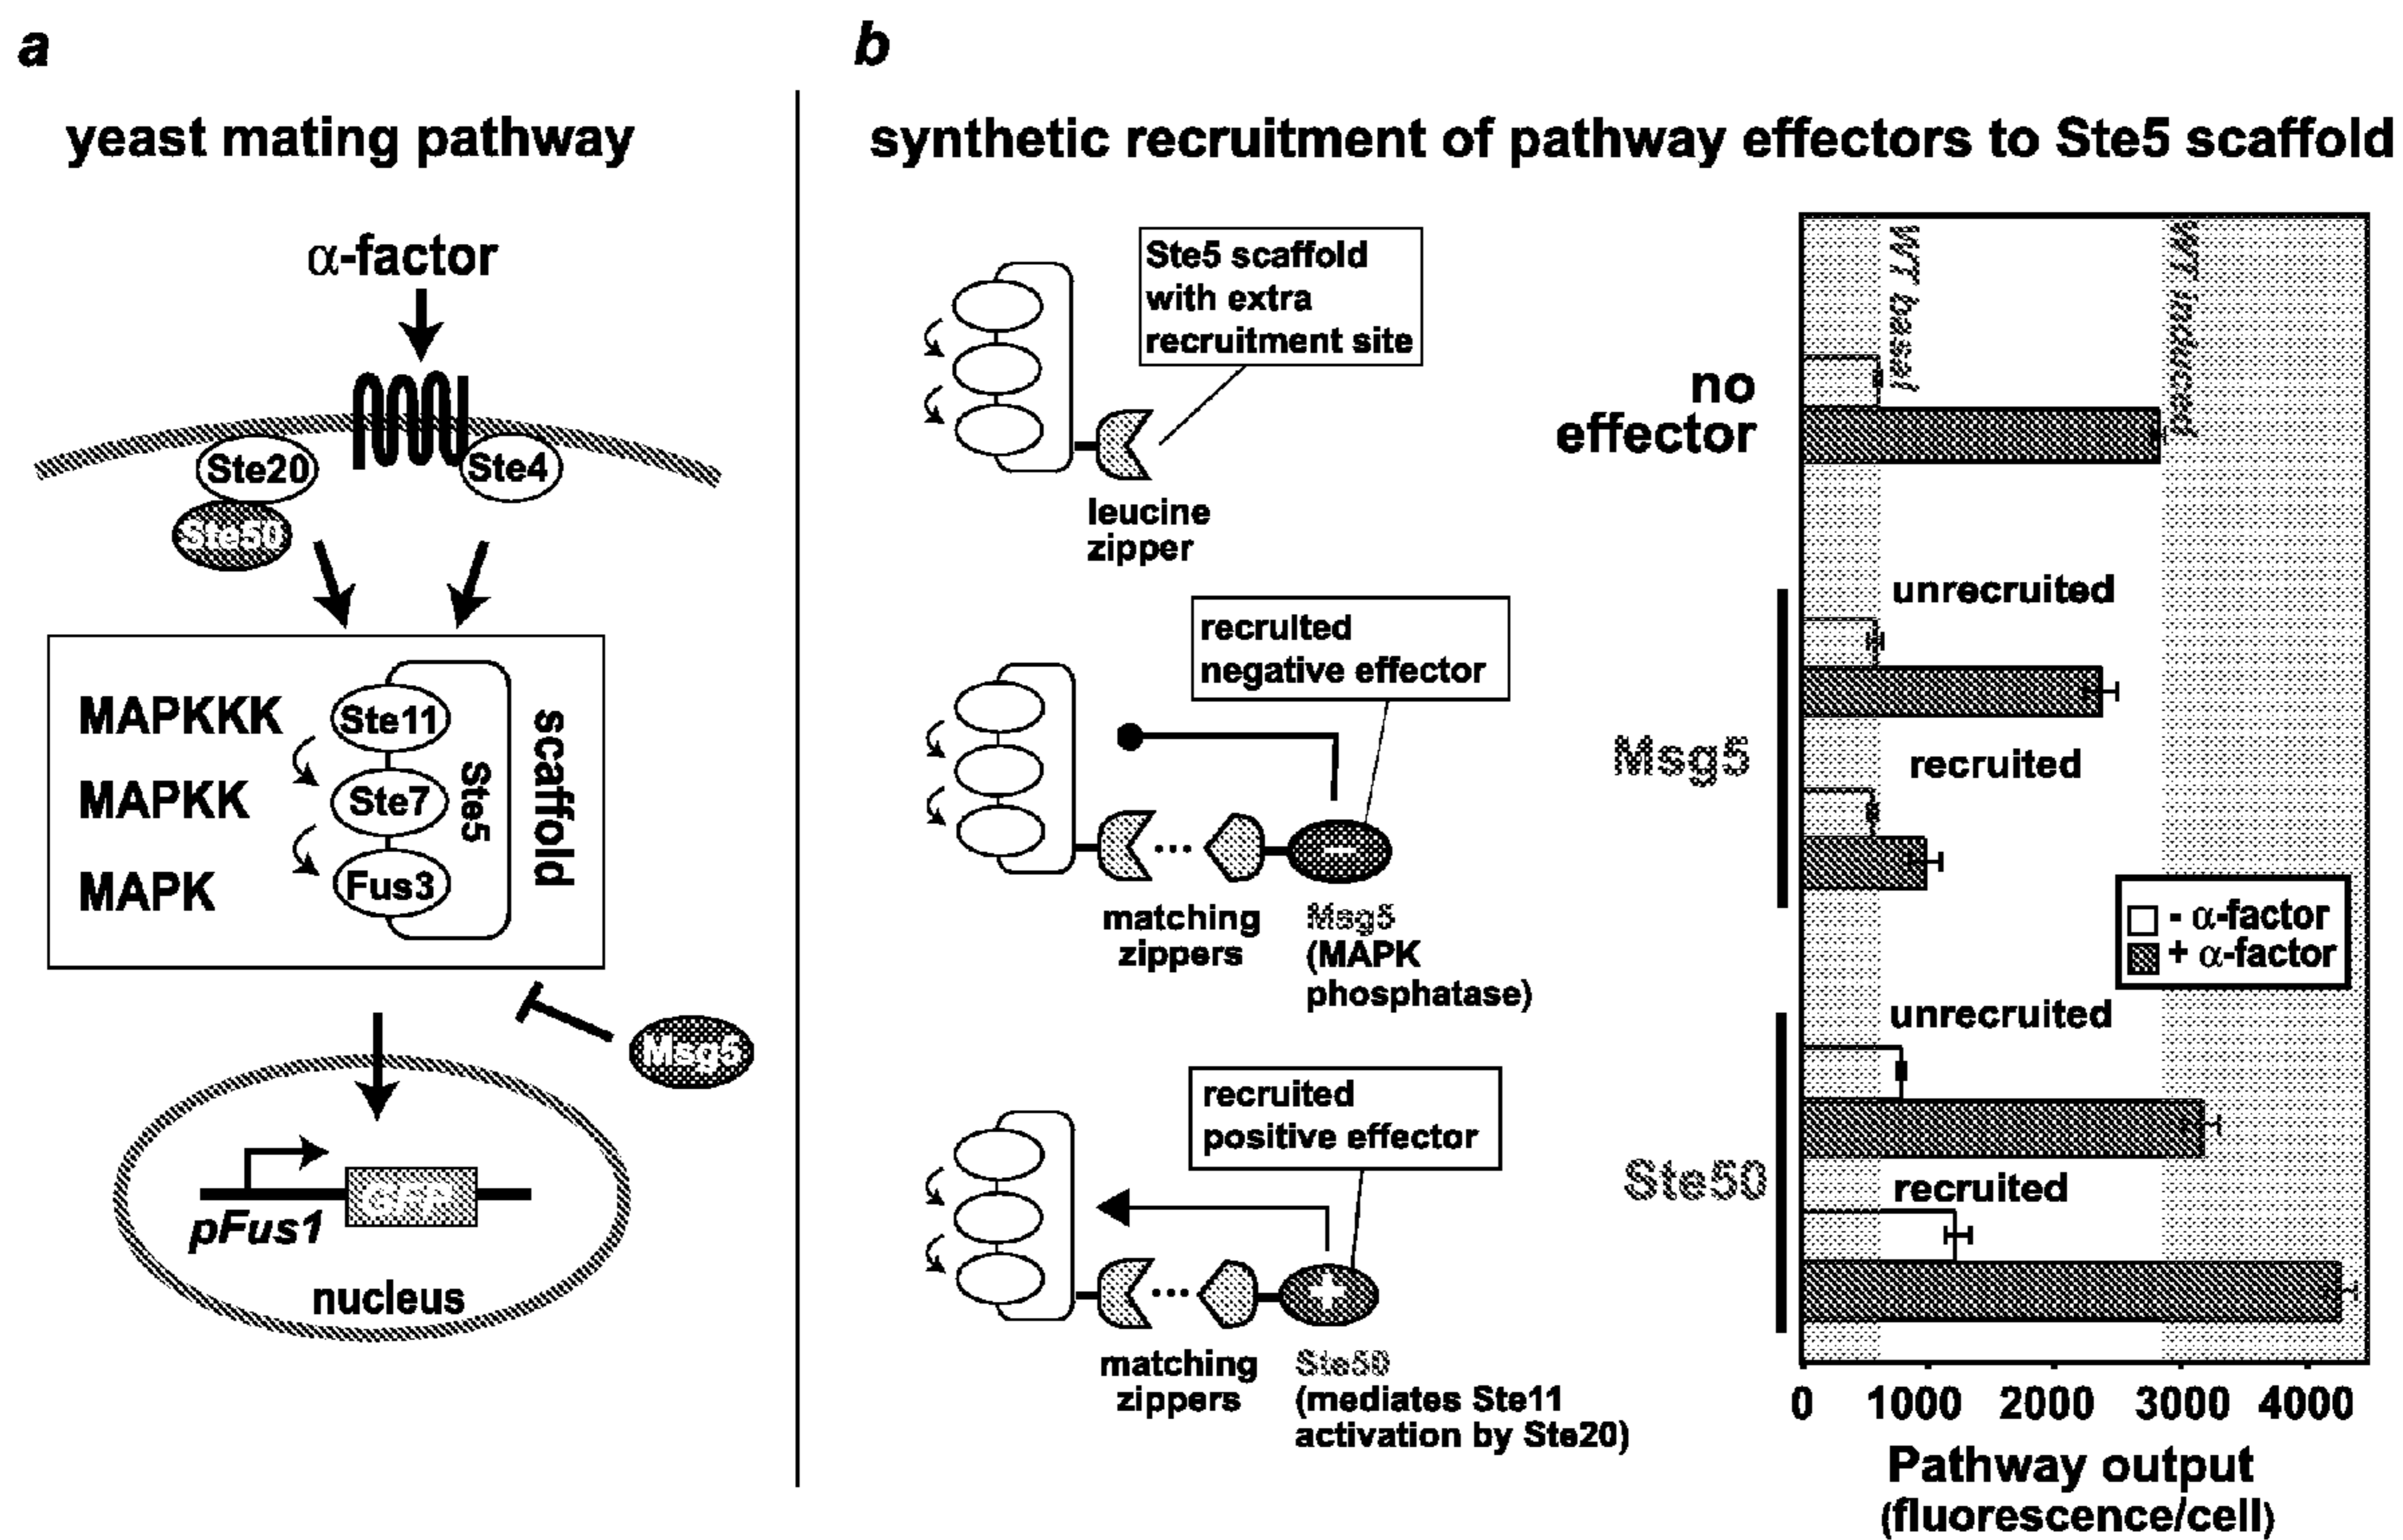 a
yeast mating pathway
α-factor
Ste20
Ste4
Ste50
MAPKKK
MAPKK
MAPK
Ste11
Ste7
Fus3
Ste5
scaffold
Msg5
pFus1
GFP
nucleus
b
synthetic recruitment of pathway effectors to Ste5 scaffold
Ste5 scaffold
with extra
recruitment site
leucine
zipper
recruited
negative effector
matching
zippers
−
Msg5
(MAPK
phosphatase)
recruited
positive effector
matching
zippers
+
Ste50
(mediates Ste11
activation by Ste20)
WT basal
WT induced
no
effector
Msg5
unrecruited
recruited
- α-factor
+ α-factor
Ste50
unrecruited
recruited
0 1000 2000 3000 4000
Pathway output
(fluorescence/cell)